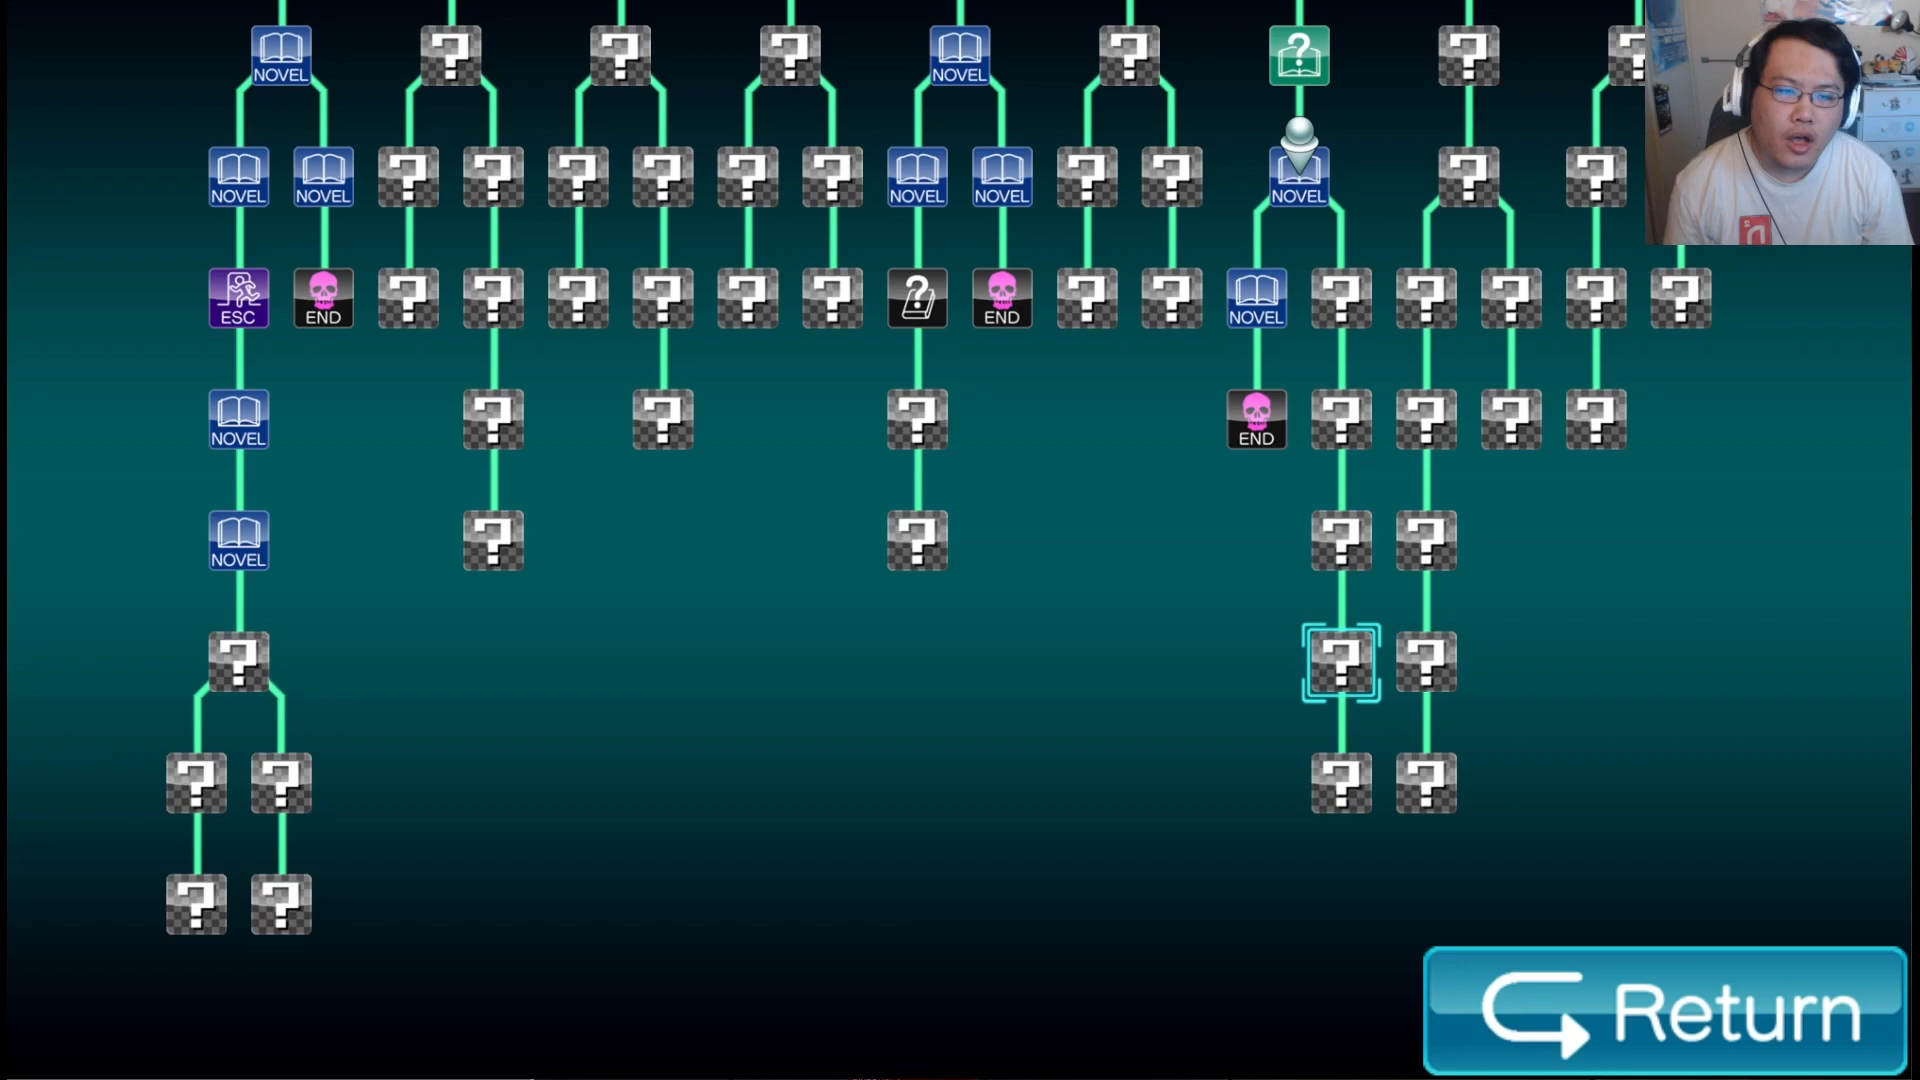 NOVEL ? ? ? NOVEL ? ? ? ?
NOVEL NOVEL ? ? ? ? ? ? NOVEL NOVEL ? ? NOVEL ? ?
ESC END ? ? ? ? ? ? ? END ? ? NOVEL ? ? ? ? ?
NOVEL ? ? ? END ? ? ? ?
NOVEL ? ? ? ?
? ? ?
? ? ? ?
? ?
Return